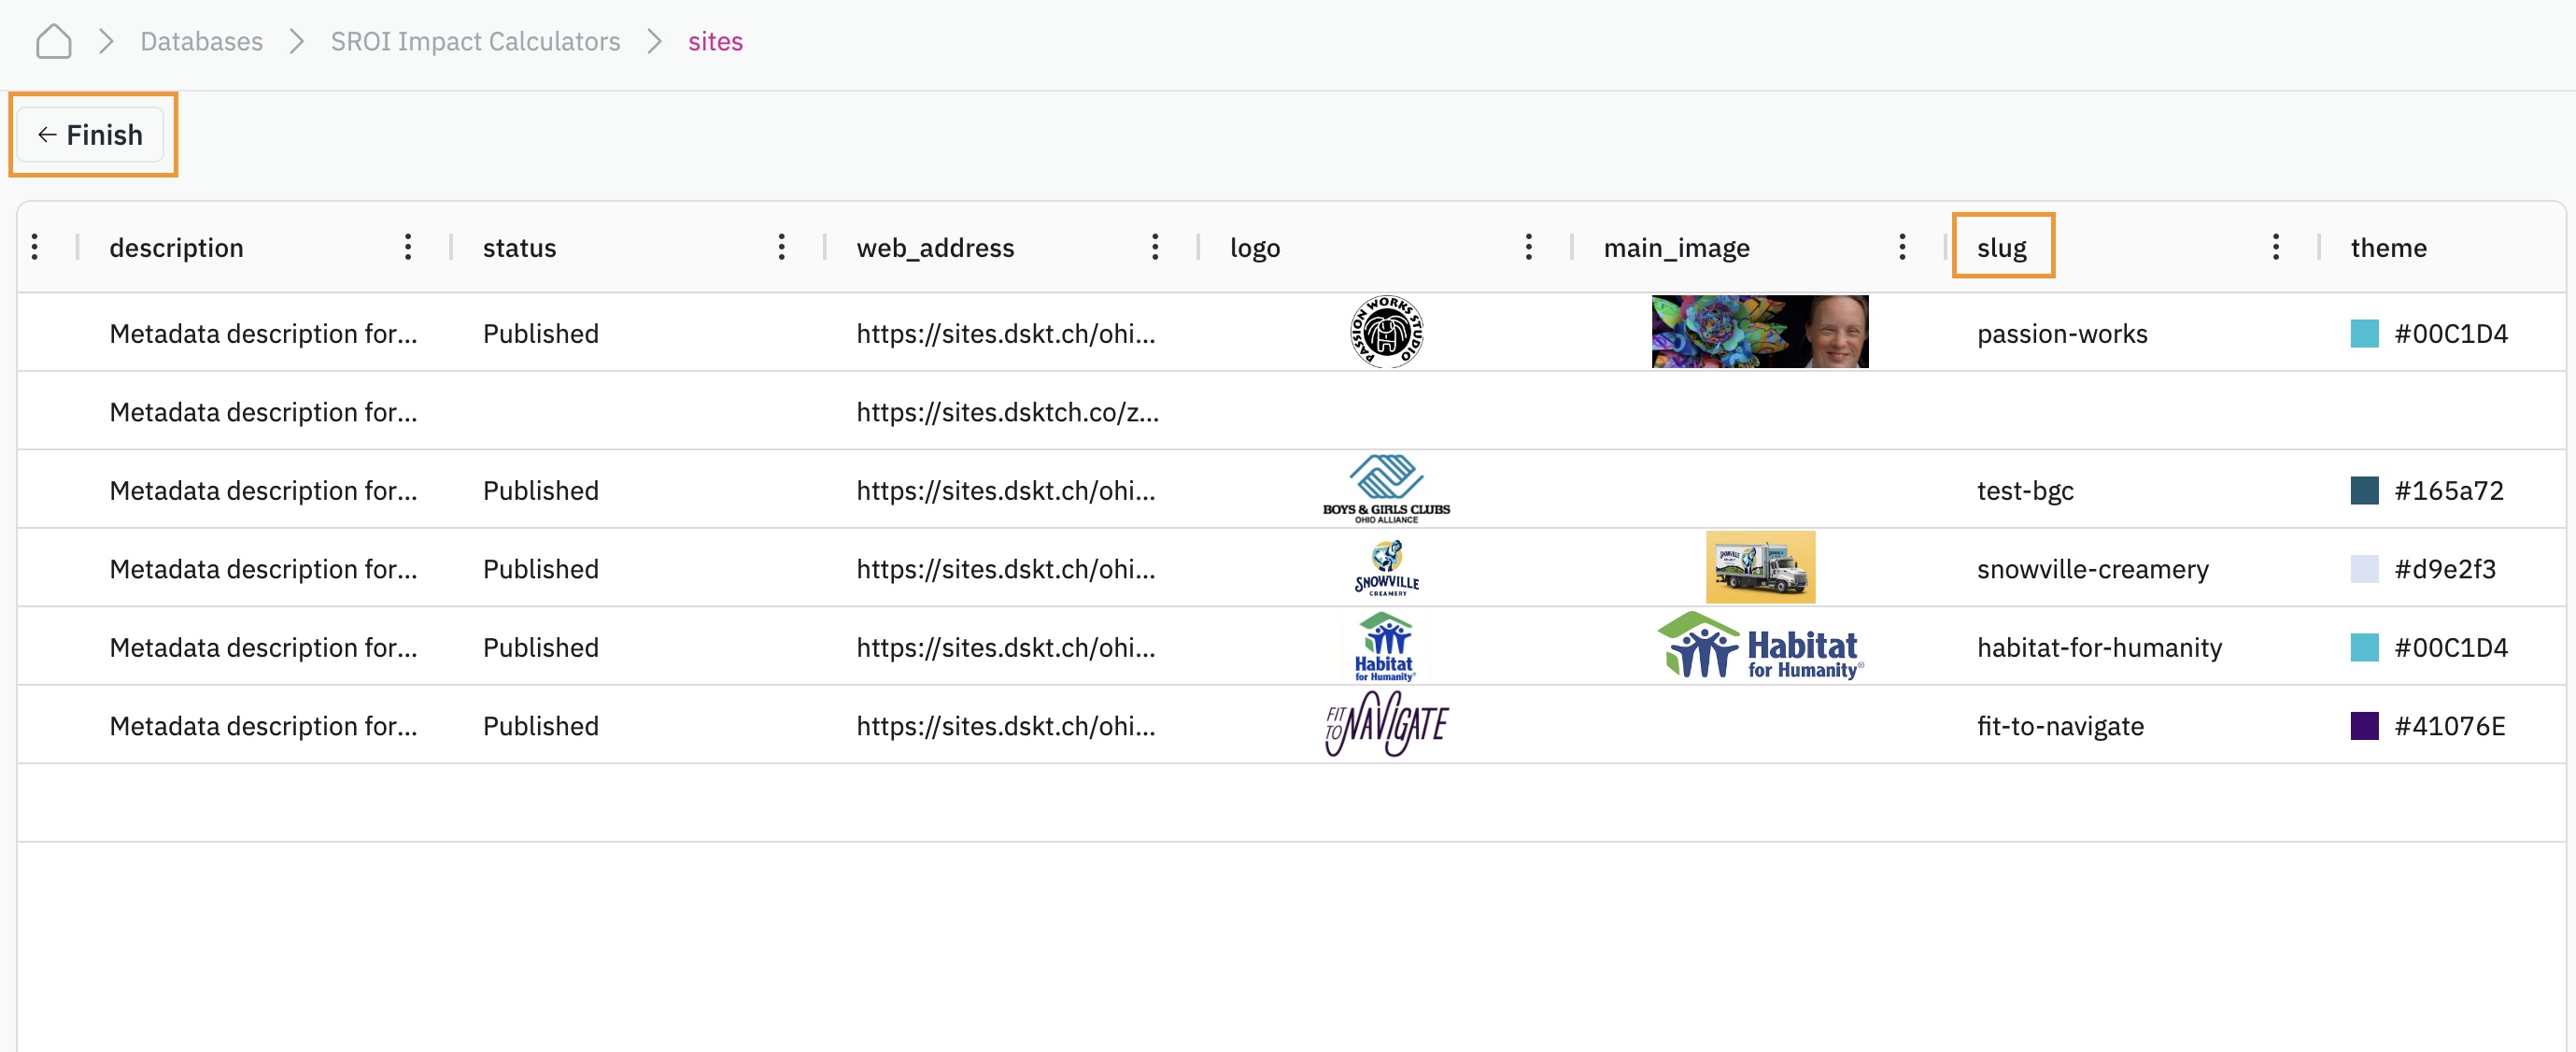 Databases SROI Impact Calculators sites
← Finish
description status web_address logo main_image slug theme
Metadata description for... Published https://sites.dskt.ch/ohi... PASSION WORKS STUDIO passion-works #00C1D4
Metadata description for... https://sites.dsktch.co/z...
Metadata description for... Published https://sites.dskt.ch/ohi... BOYS & GIRLS CLUBS test-bgc #165a72
OHIO ALLIANCE
Metadata description for... Published https://sites.dskt.ch/ohi... SNOWVILLE snowville-creamery #d9e2f3
CREAMERY
Metadata description for... Published https://sites.dskt.ch/ohi... Habitat Habitat habitat-for-humanity #00C1D4
for Humanity® for Humanity®
Metadata description for... Published https://sites.dskt.ch/ohi... FIT TO NAVIGATE fit-to-navigate #41076E